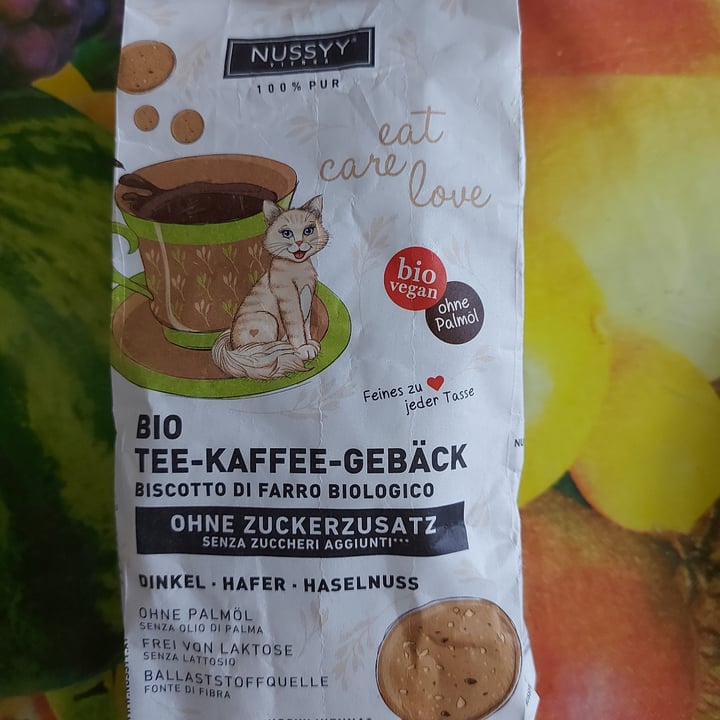 NUSSYY®
VIENNA
100% PUR
eat
care
love
bio
vegan
ohne
Palmöl
Feines zu
jeder Tasse
BIO
TEE-KAFFEE-GEBÄCK
BISCOTTO DI FARRO BIOLOGICO
OHNE ZUCKERZUSATZ
SENZA ZUCCHERI AGGIUNTI***
DINKEL · HAFER · HASELNUSS
OHNE PALMÖL
SENZA OLIO DI PALMA
FREI VON LAKTOSE
SENZA LATTOSIO
BALLASTSTOFFQUELLE
FONTE DI FIBRA